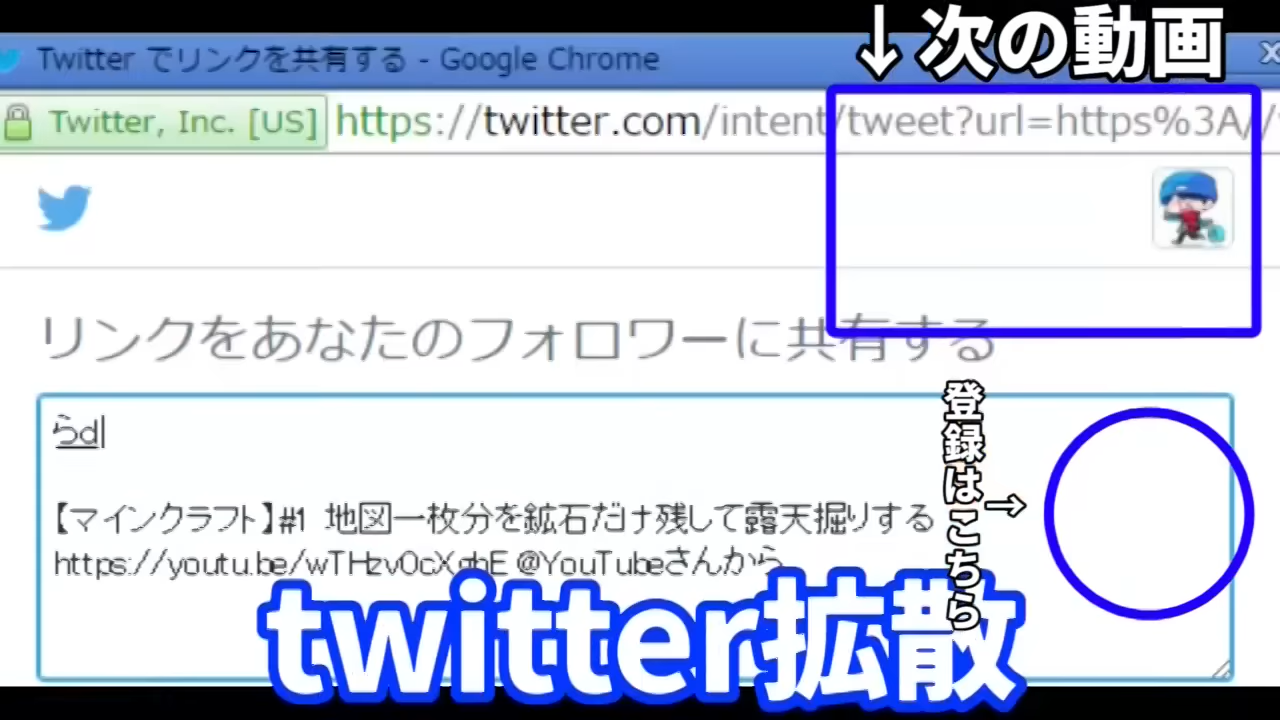 ↓次の動画
Twitter でリンクを共有する - Google Chrome
Twitter, Inc. [US] https://twitter.com/intent/tweet?url=https%3A/
リンクをあなたのフォロワーに共有する
らd
登録はこちら→
【マインクラフト】#1 地図一枚分を鉱石だけ残して露天掘りする
@YouTubeさんから
twitter拡散